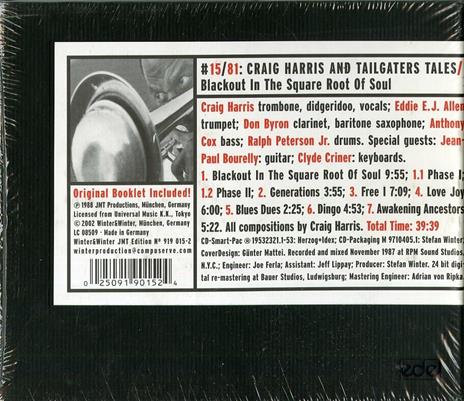 #15/81: CRAIG HARRIS AND TAILGATERS TALES/
Blackout In The Square Root Of Soul
Craig Harris trombone, didgeridoo, vocals; Eddie E.J. Allen
trumpet; Don Byron clarinet, baritone saxophone; Anthony
Cox bass; Ralph Peterson Jr. drums. Special guests: Jean-
Paul Bourelly: guitar; Clyde Criner: keyboards.
1. Blackout In The Square Root Of Soul 9:55; 1.1 Phase I;
1.2 Phase II; 2. Generations 3:55; 3. Free I 7:09; 4. Love Joy
6:00; 5. Blues Dues 2:25; 6. Dingo 4:53; 7. Awakening Ancestors
5:22. All compositions by Craig Harris. Total Time: 39:39
CD-Smart-Pac ® 19532321.1-53: Herzog+Idex; CD-Packaging M 9710405.1: Stefan Winter.
CoverDesign: Günter Mattei. Recorded and mixed November 1987 at RPM Sound Studios,
N.Y.C.; Engineer: Joe Ferla; Assistant: Jeff Lippay; Producer: Stefan Winter. 24 bit digi-
tal re-mastering at Bauer Studios, Ludwigsburg; Mastering Engineer: Adrian von Ripka.
Original Booklet Included!
℗ 1988 JMT Productions, München, Germany
Licensed from Universal Music K.K., Tokyo
© 2002 Winter&Winter, München, Germany
LC 08509 · Made in Germany
Winter&Winter JMT Edition Nº 919 015-2
winterproduction@compuserve.com
0 25091 90152 4
edel